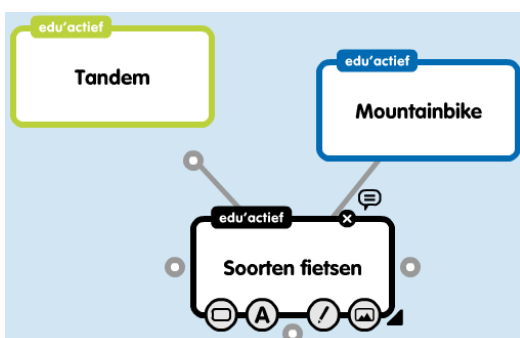 edu'actief
Tandem
edu'actief
Mountainbike
edu'actief
Soorten fietsen
A